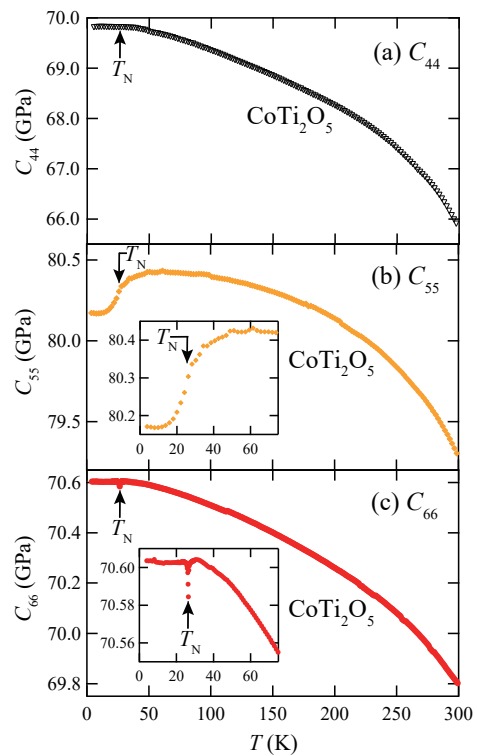 70.0
69.0
68.0
67.0
66.0
C44 (GPa)
TN
(a) C44
CoTi2O5
80.5
80.0
79.5
C55 (GPa)
TN
(b) C55
CoTi2O5
80.4
80.3
80.2
TN
0 20 40 60
70.6
70.4
70.2
70.0
69.8
C66 (GPa)
TN
(c) C66
CoTi2O5
70.60
70.58
70.56
TN
0 20 40 60
0 50 100 150 200 250 300
T (K)